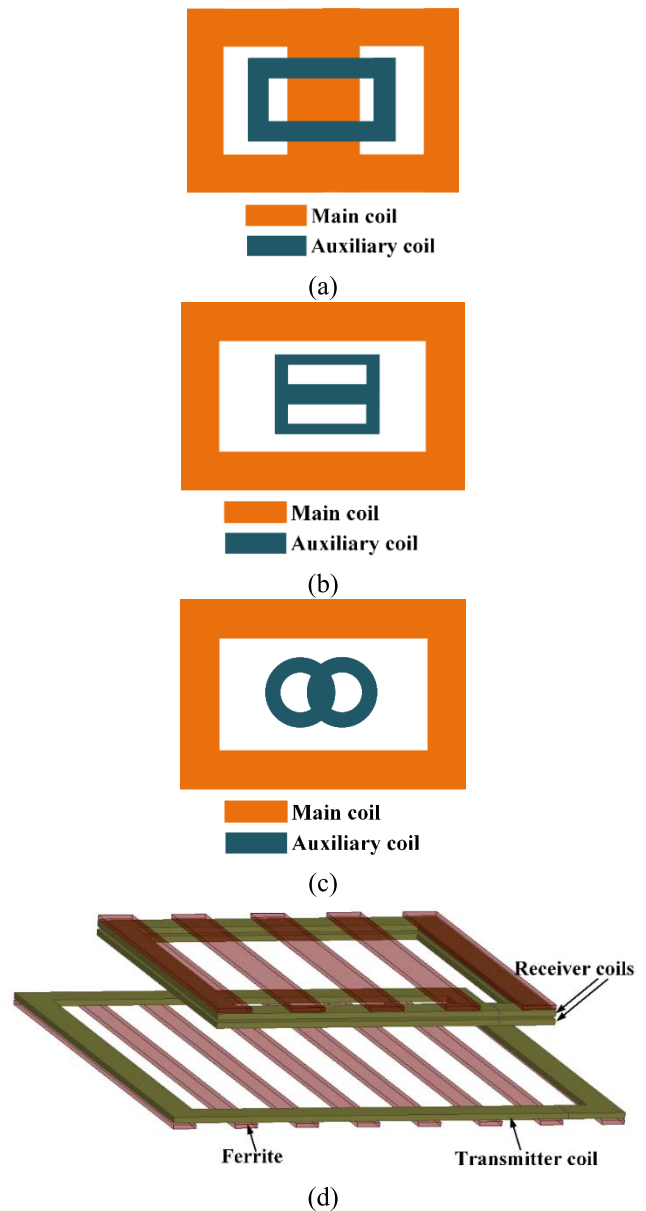 Main coil
Auxiliary coil
(a)
Main coil
Auxiliary coil
(b)
Main coil
Auxiliary coil
(c)
Receiver coils
Ferrite
Transmitter coil
(d)